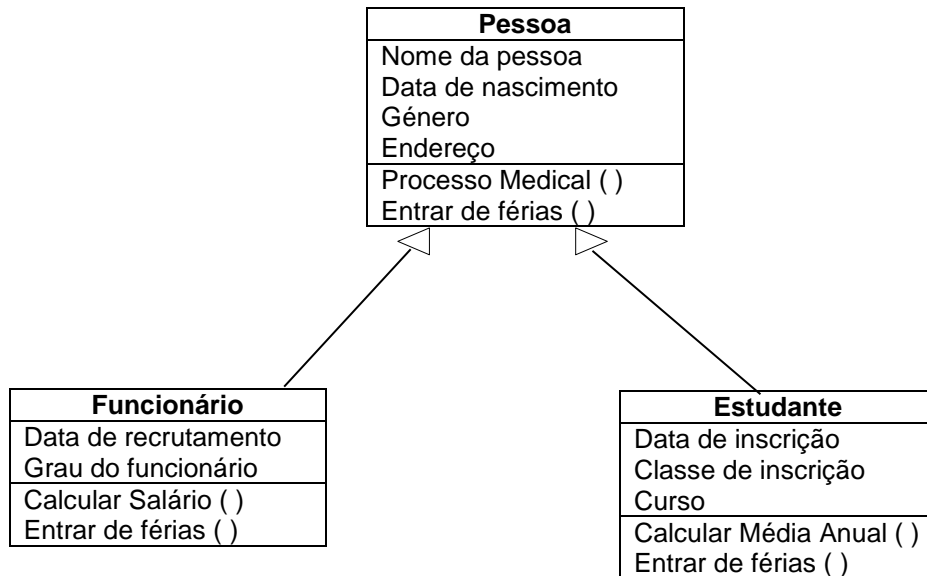 Pessoa
Nome da pessoa
Data de nascimento
Género
Endereço
Processo Medical ( )
Entrar de férias ( )
Funcionário
Data de recrutamento
Grau do funcionário
Calcular Salário ( )
Entrar de férias ( )
Estudante
Data de inscrição
Classe de inscrição
Curso
Calcular Média Anual ( )
Entrar de férias ( )